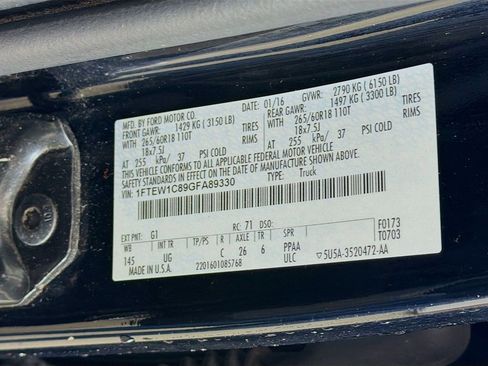 MFD. BY FORD MOTOR CO.
DATE: 01/16 GVWR: 2790 KG ( 6150 LB)
FRONT GAWR: 1429 KG ( 3150 LB) REAR GAWR: 1497 KG ( 3300 LB)
WITH 265/60R18 110T TIRES WITH 265/60R18 110T TIRES
18x7.5J RIMS 18x7.5J RIMS
AT 255 kPa/ 37 PSI COLD AT 255 kPa/ 37 PSI COLD
THIS VEHICLE CONFORMS TO ALL APPLICABLE FEDERAL MOTOR VEHICLE
SAFETY STANDARDS IN EFFECT ON THE DATE OF MANUFACTURE SHOWN ABOVE.
VIN: 1FTEW1C89GFA89330 TYPE: Truck
EXT PNT: G1 RC: 71 DSO: F0173
WB INT TR TP/PS R AXLE TR SPR T0703
145 UG C 26 6 PPAA
MADE IN U.S.A. 2201601085768 ULC ▽5U5A-3520472-AA